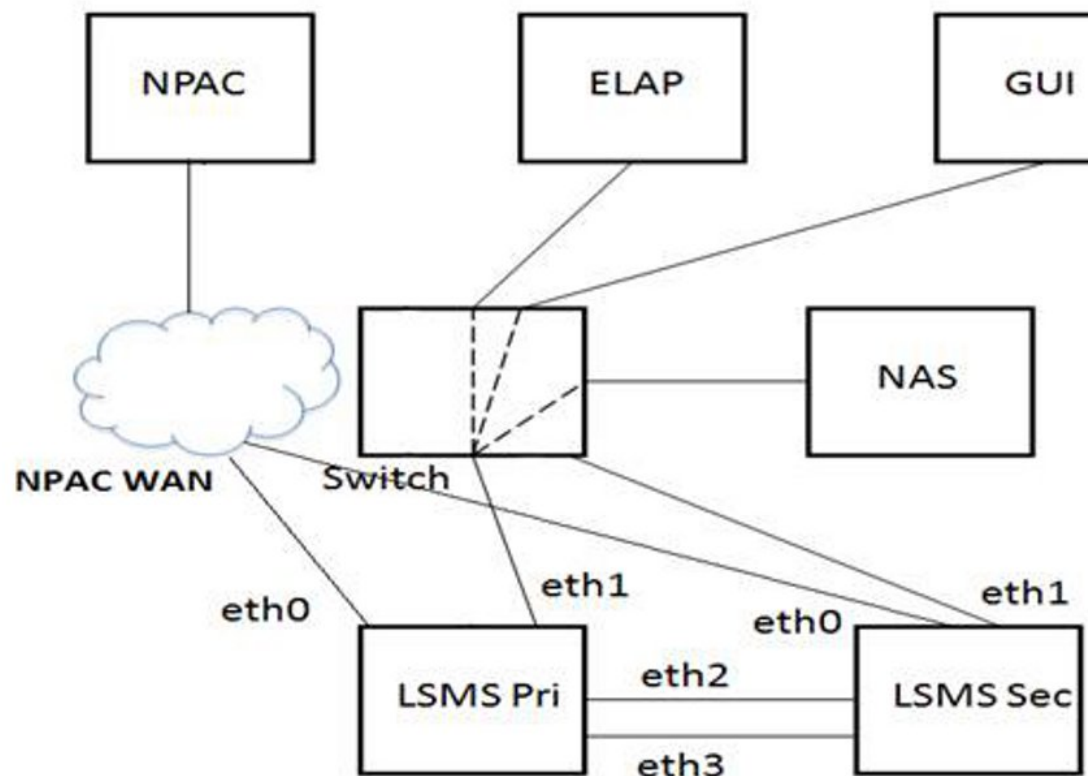 NPAC
ELAP
GUI
NAS
NPAC WAN
Switch
eth0
eth1
eth0
eth1
LSMS Pri
eth2
LSMS Sec
eth3